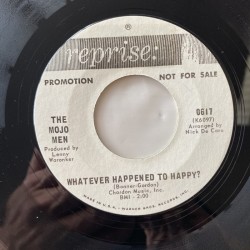 reprise:
PROMOTION NOT FOR SALE
THE
MOJO
MEN
Produced by
Lenny
Waronker
0617
(K6097)
Arranged by
Nick De Caro
WHATEVER HAPPENED TO HAPPY?
(Bonner-Gordon)
Chardon Music, Inc.
BMI - 2:00